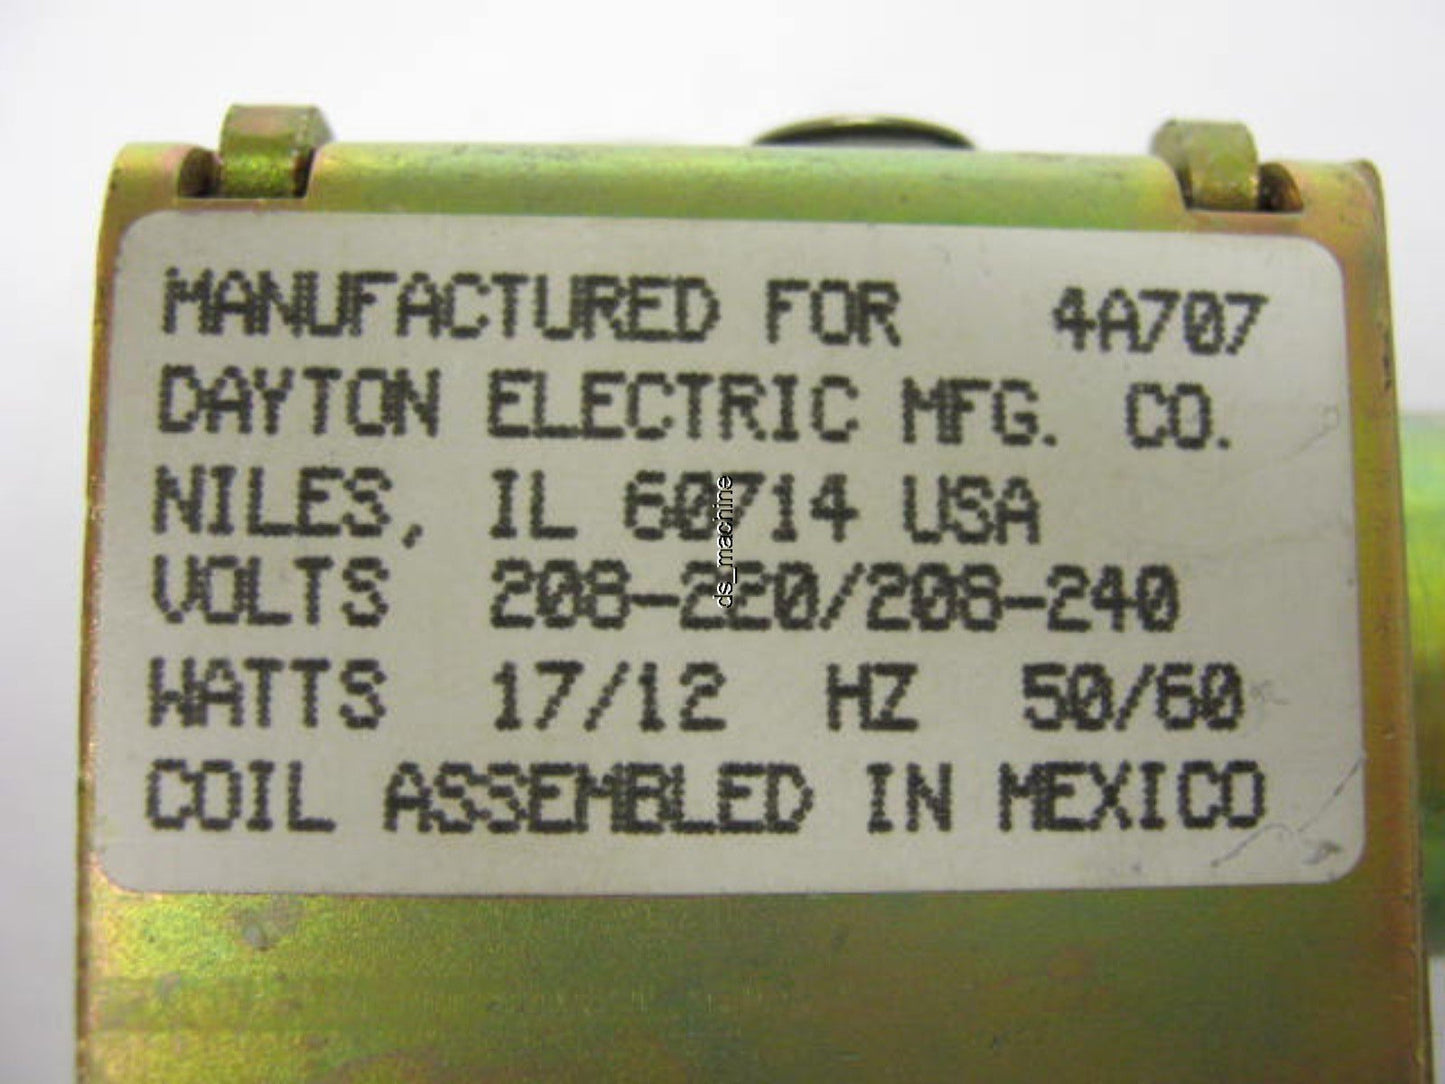 MANUFACTURED FOR 4A707
DAYTON ELECTRIC MFG. CO.
NILES, IL 60714 USA
VOLTS 208-220/208-240
WATTS 17/12 HZ 50/60
COIL ASSEMBLED IN MEXICO
ds_machine